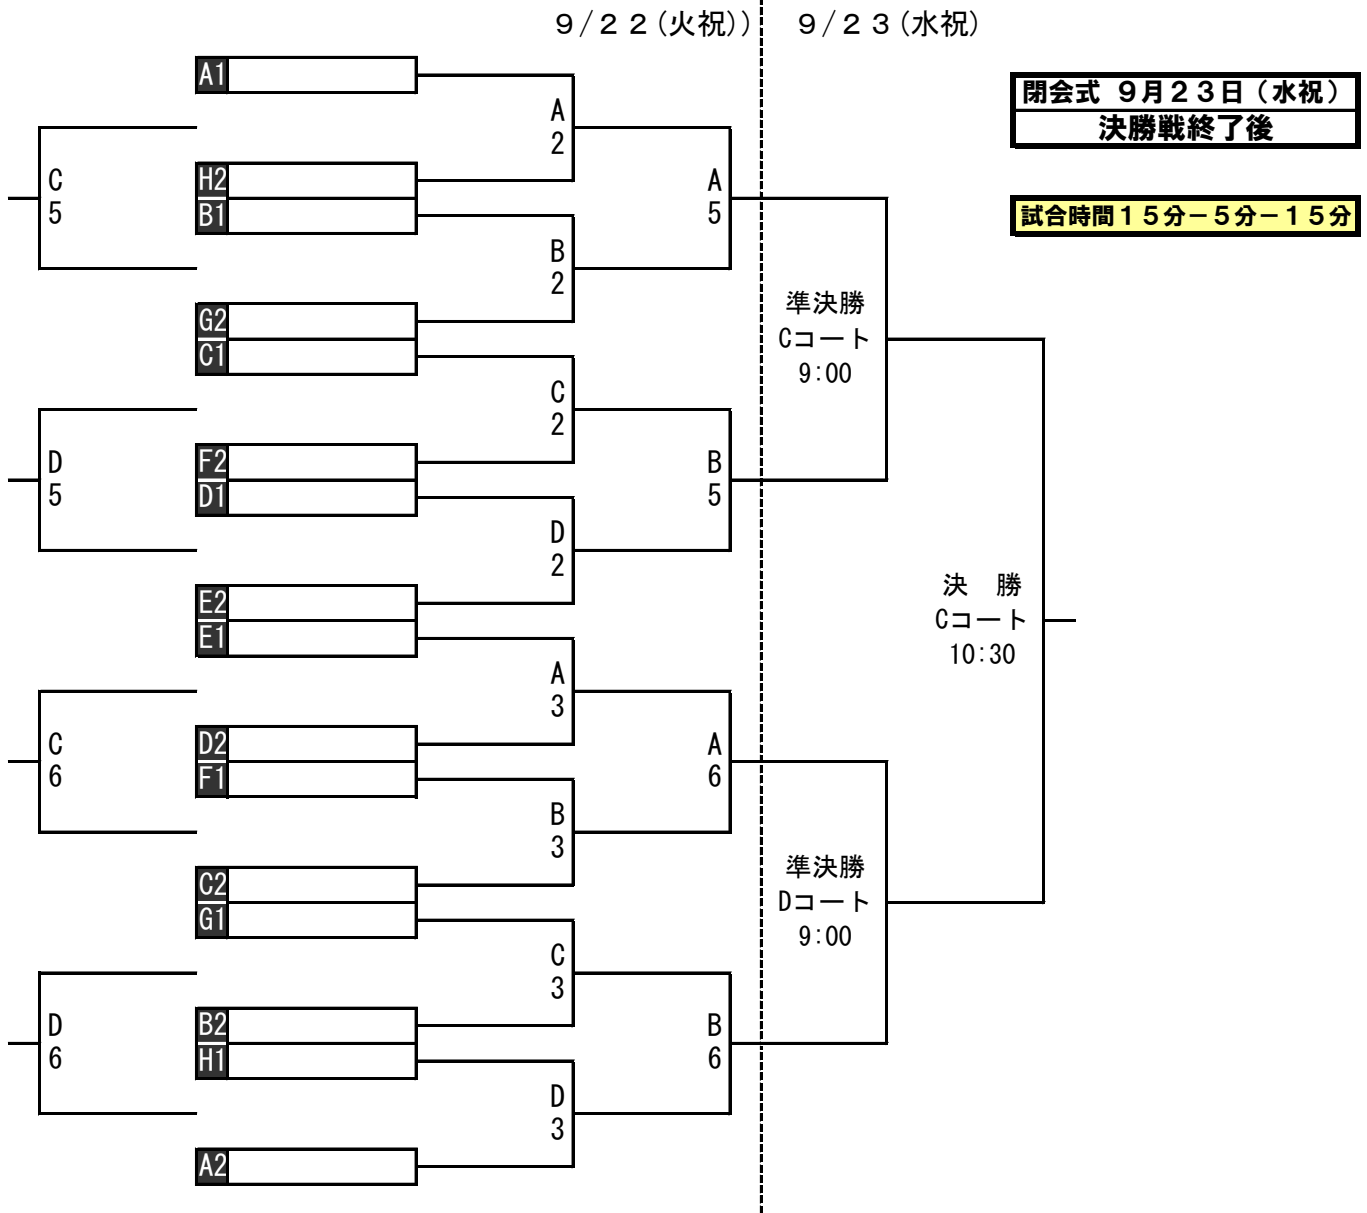 ９/２２(火祝))
９/２３(水祝)
閉会式 ９月２３日（水祝）
決勝戦終了後
試合時間１５分－５分－１５分
A1
H2
B1
G2
C1
F2
D1
E2
E1
D2
F1
C2
G1
B2
H1
A2
C
5
D
5
C
6
D
6
A
2
B
2
C
2
D
2
A
3
B
3
C
3
D
3
A
5
B
5
A
6
B
6
準決勝
Cコート
9:00
準決勝
Dコート
9:00
決　勝
Cコート
10:30